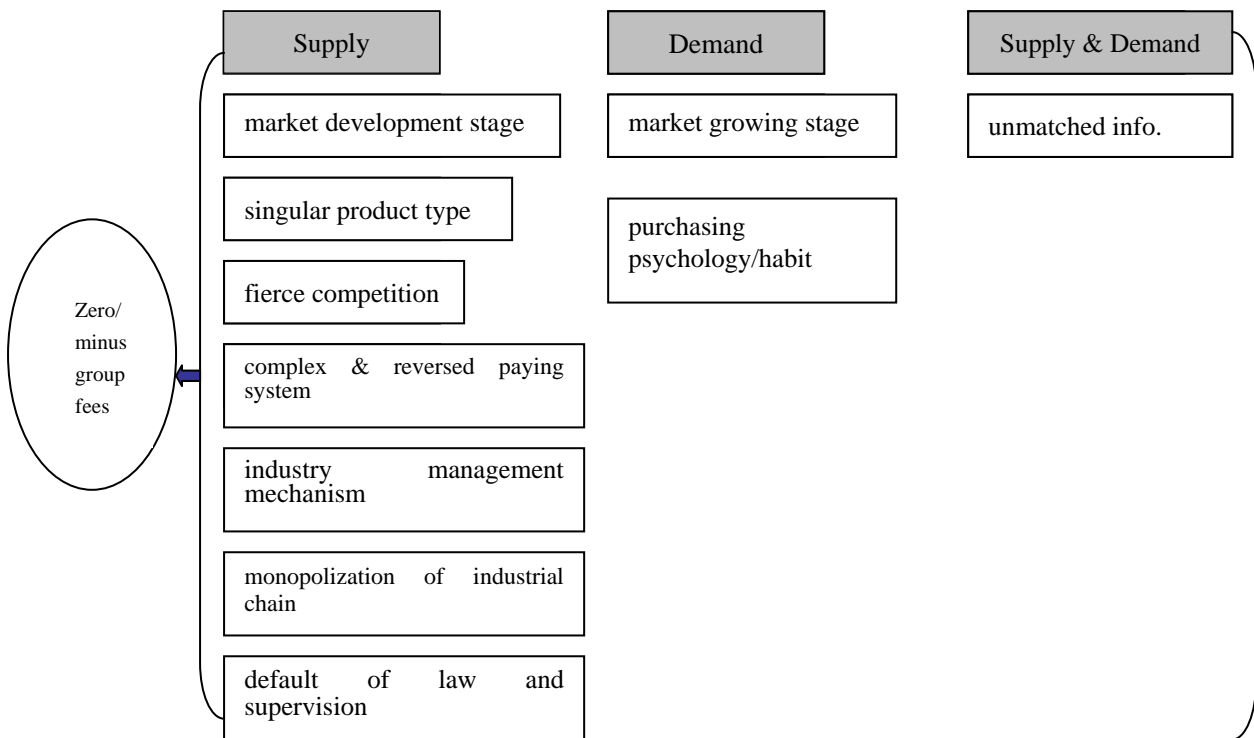 Supply
Demand
Supply & Demand
market development stage
market growing stage
unmatched info.
singular product type
purchasing
psychology/habit
fierce competition
Zero/
minus
group
fees
complex & reversed paying
system
industry management
mechanism
monopolization of industrial
chain
default of law and
supervision